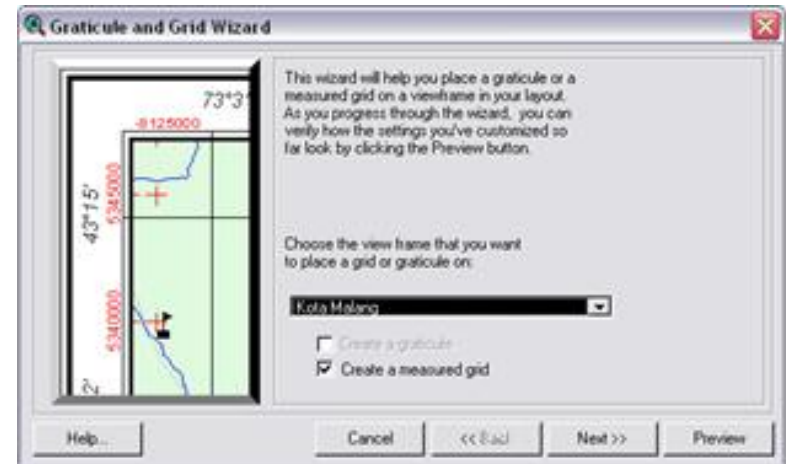 Graticule and Grid Wizard
This wizard will help you place a graticule or a
measured grid on a viewframe in your layout.
As you progress through the wizard, you can
verify how the settings you've customized so
far look by clicking the Preview button.
73°3'
-8125000
43°15'
5345000
5340000
2'
Choose the view frame that you want
to place a grid or graticule on:
Kota Malang
Create a graticule
Create a measured grid
Help...
Cancel
<< Back
Next >>
Preview